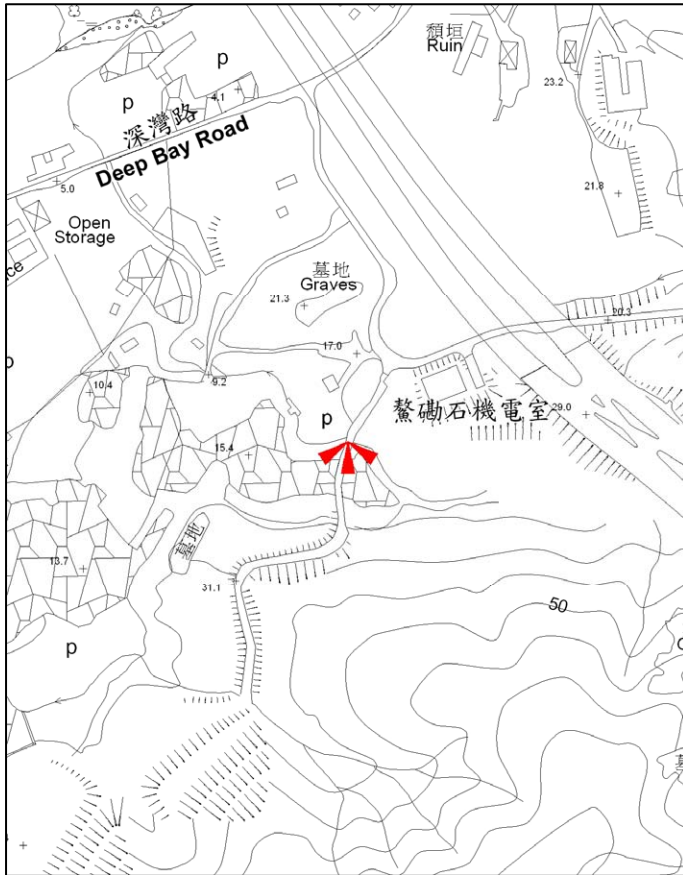 頹垣
Ruin
p
p
23.2
4.1
深灣路
Deep Bay Road
5.0
21.8
Open
Storage
墓地
Graves
21.3
20.3
17.0
9.2
10.4
鰲磡石機電室
29.0
p
15.4
墓地
13.7
31.1
50
p